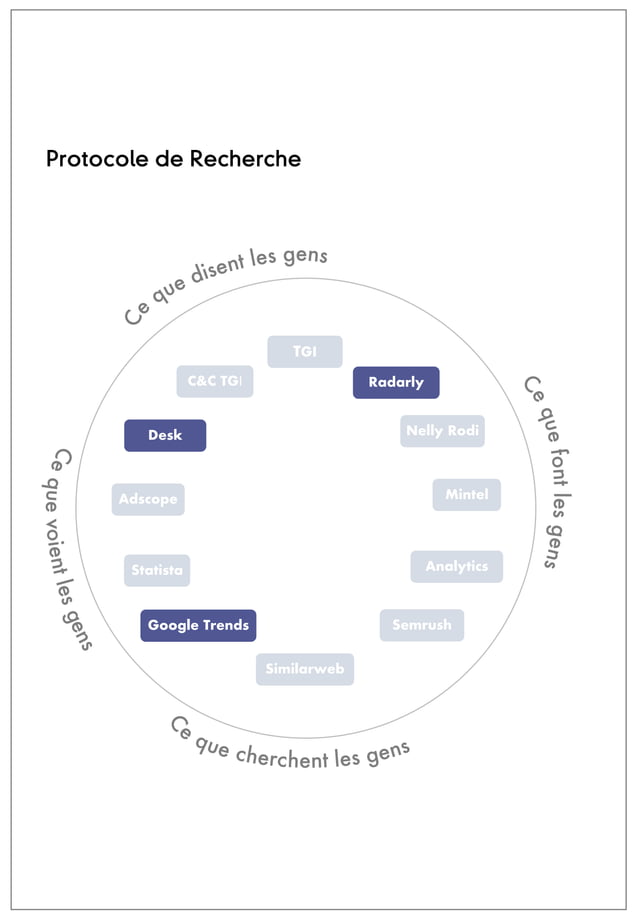 Protocole de Recherche
Ce que disent les gens
TGI
C&C TGI
Radarly
Ce que font les gens
Nelly Rodi
Desk
Ce que voient les gens
Mintel
Adscope
Analytics
Statista
Google Trends
Semrush
Similarweb
Ce que cherchent les gens